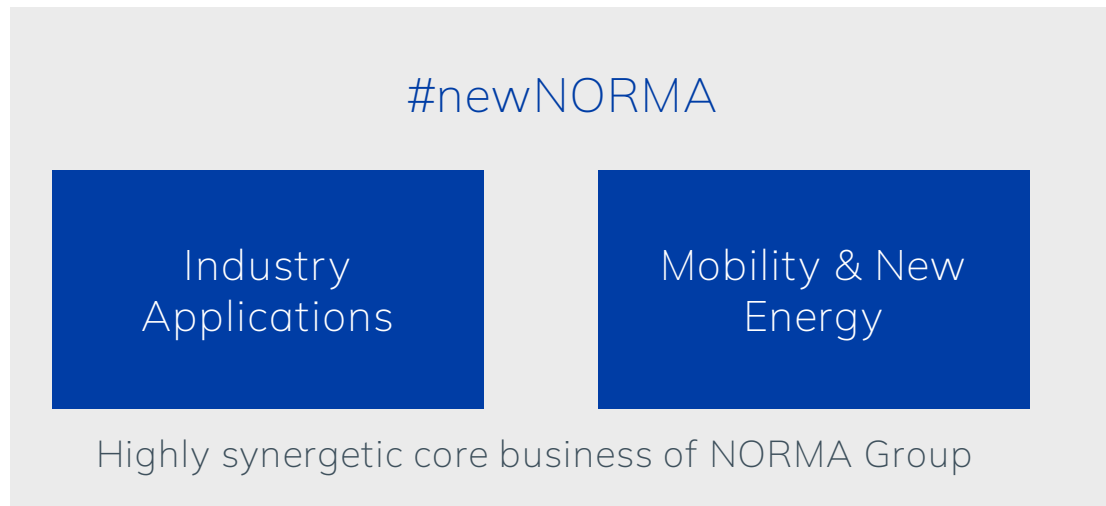 #newNORMA
Industry
Applications
Mobility & New
Energy
Highly synergetic core business of NORMA Group